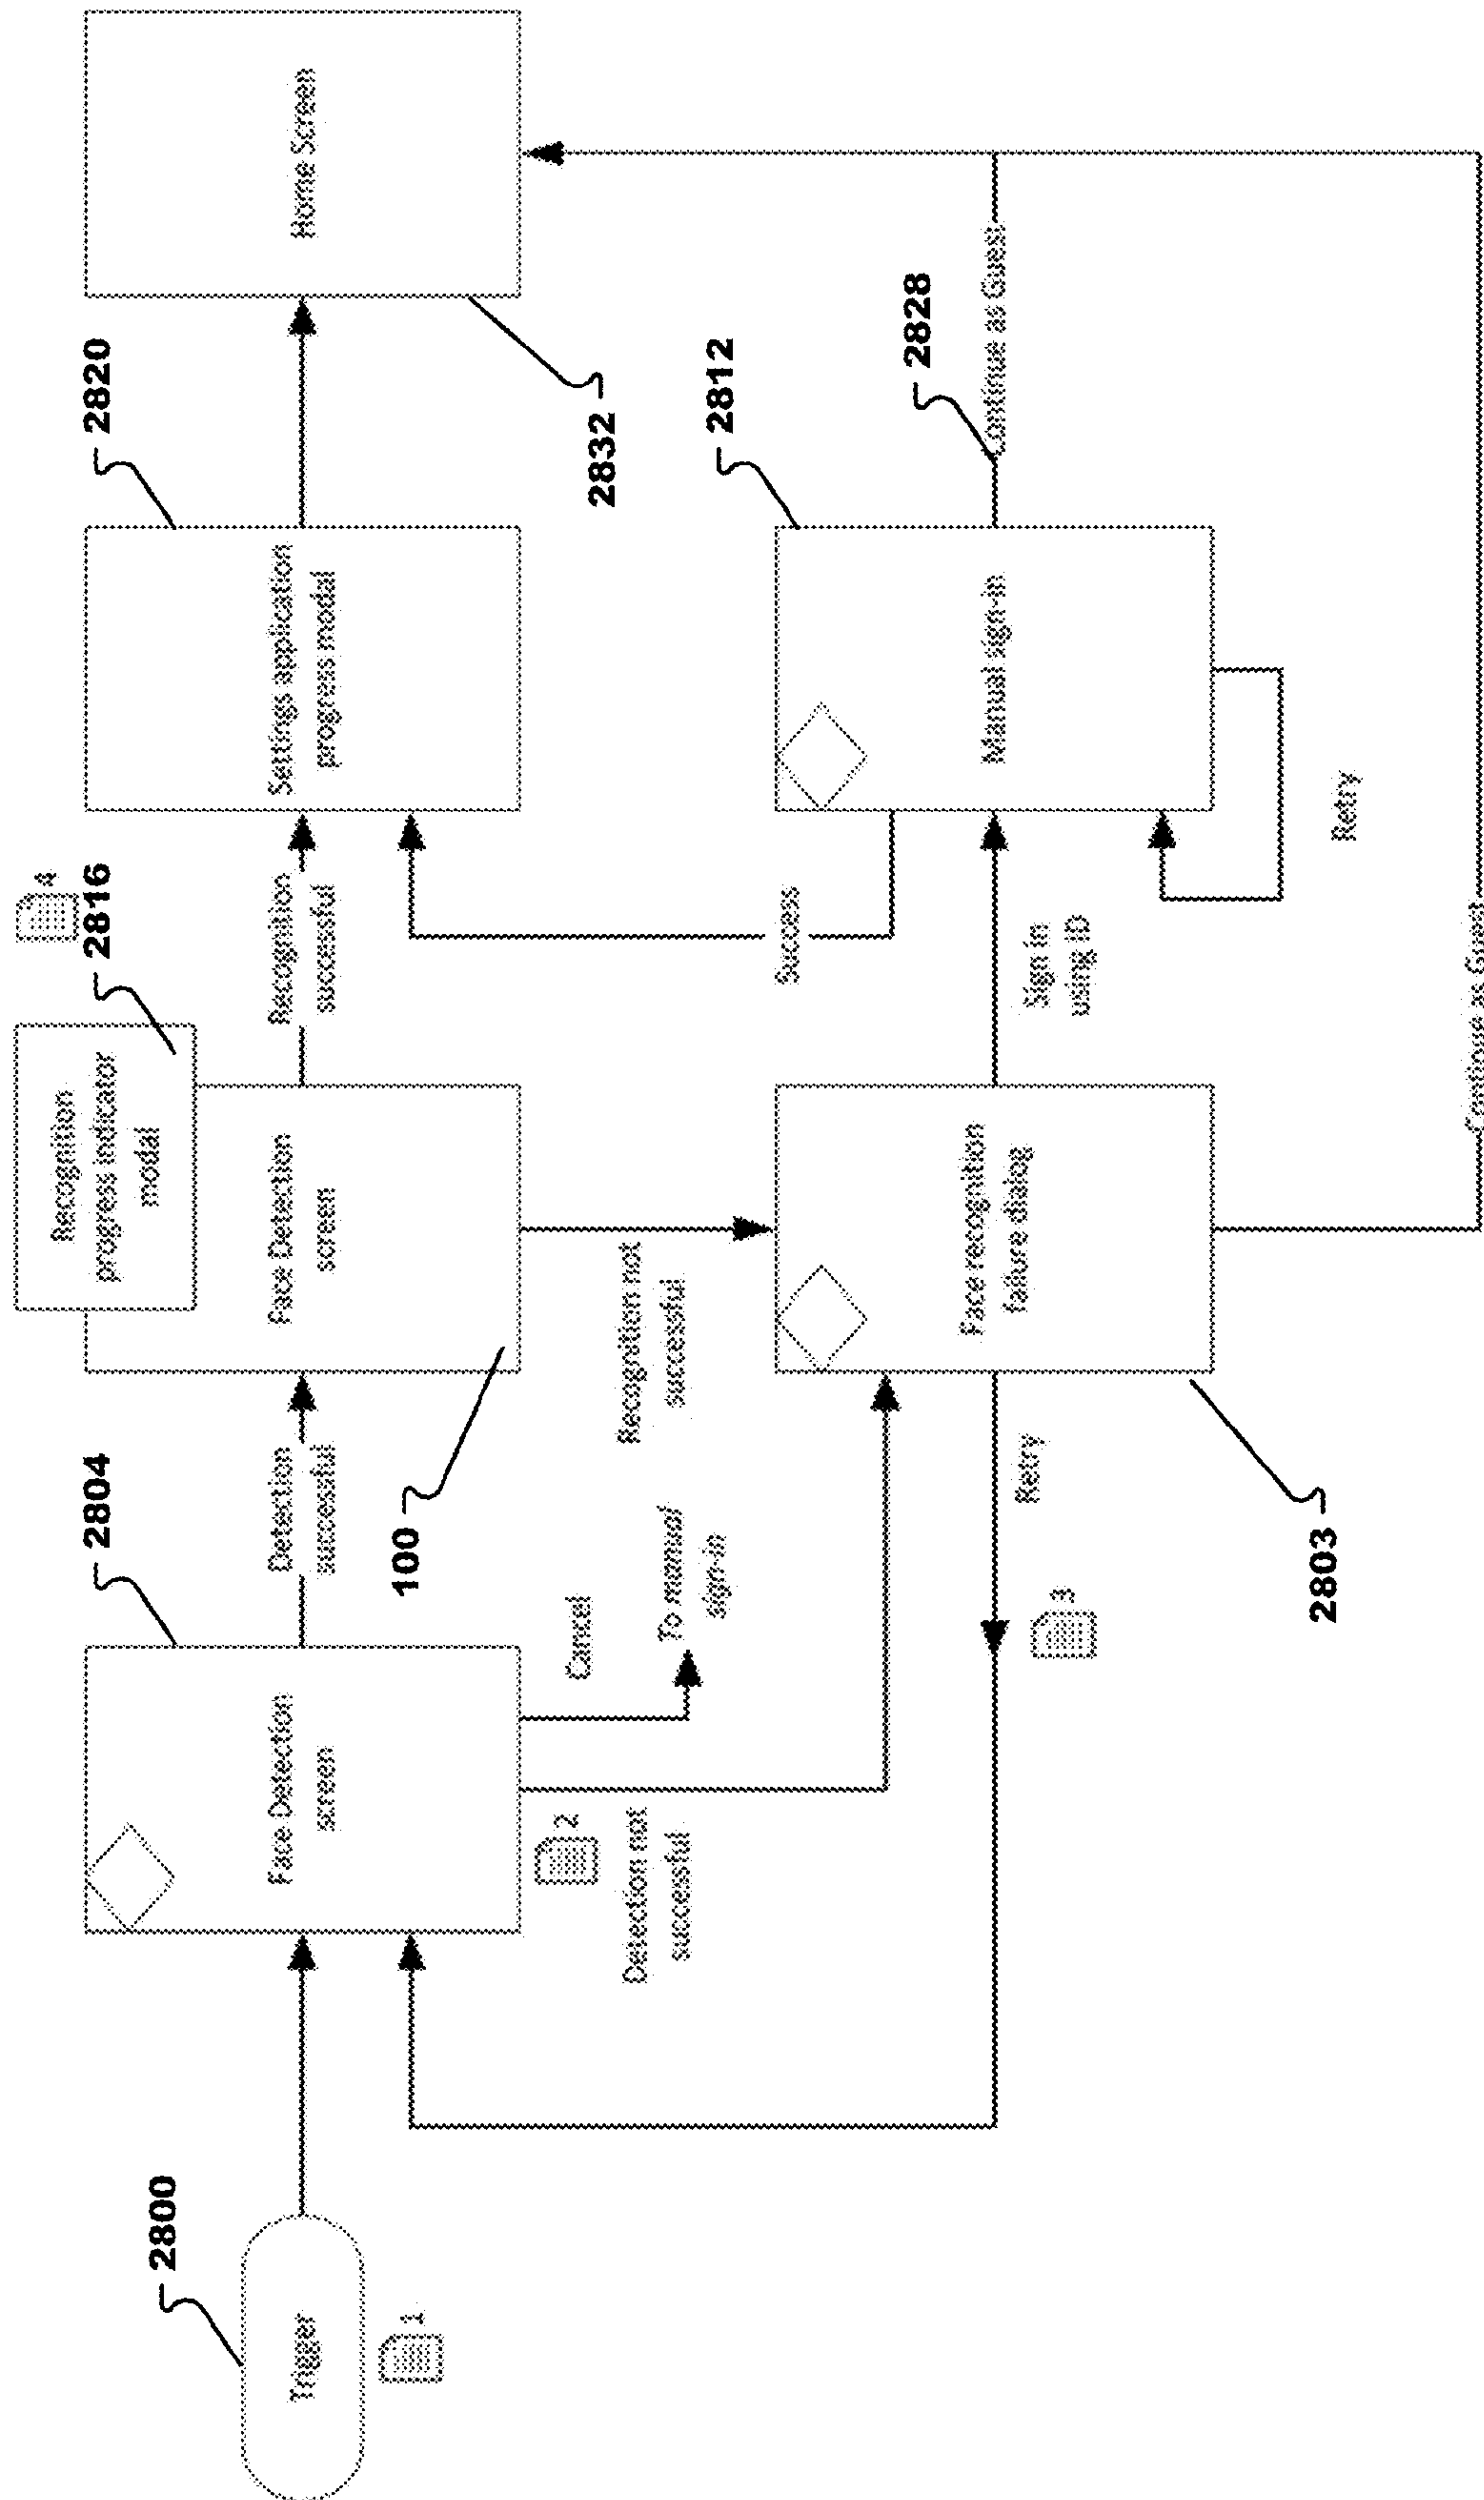 2800
Trigger
1
2804
Face Detection
screen
2
Detection
successful
Cancel
To manual
sign-in
Detection not
successful
100
Recognition
progress indicator
modal
4
2816
Face Detection
screen
Recognition not
successful
Recognition
successful
2820
Settings application
progress modal
2832
Home Screen
Face recognition
failure dialog
2803
Retry
3
Sign in
using ID
Success
2812
Manual sign-in
Retry
2828
Continue as Guest
Continue as Guest